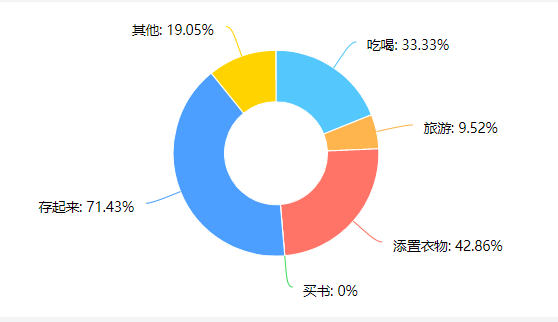 其他: 19.05%
吃喝: 33.33%
旅游: 9.52%
存起来: 71.43%
添置衣物: 42.86%
买书: 0%